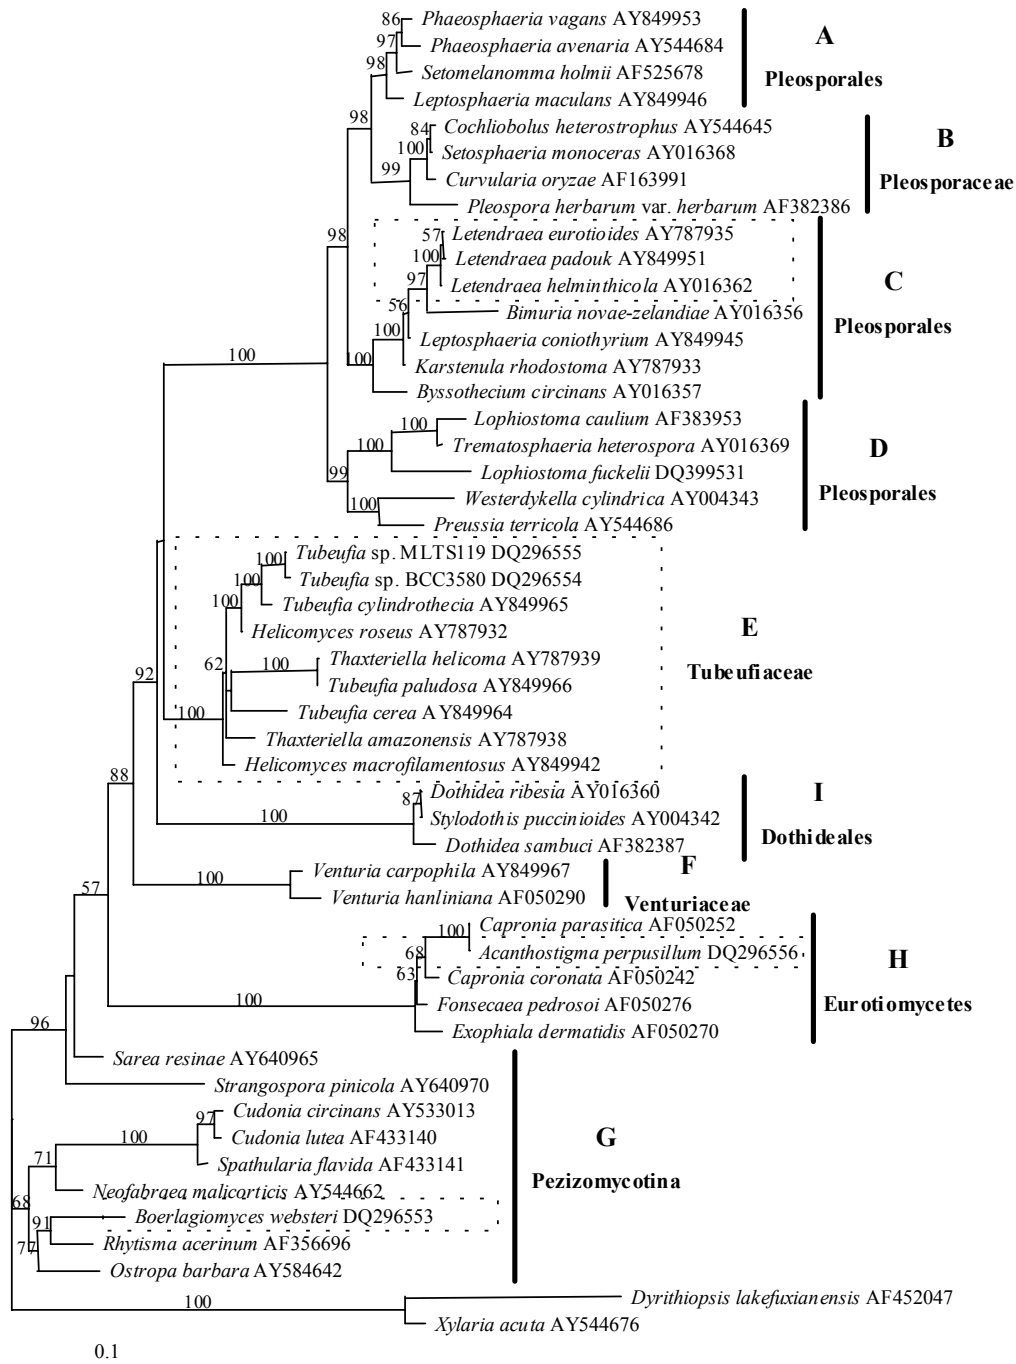 86 Phaeosphaeria vagans AY849953
97 Phaeosphaeria avenaria AY544684
98 Setomelanomma holmii AF525678
Leptosphaeria maculans AY849946
A
Pleosporales
98
84 Cochliobolus heterostrophus AY544645
100 Setosphaeria monoceras AY016368
99 Curvularia oryzae AF163991
Pleospora herbarum var. herbarum AF382386
B
Pleosporaceae
98
57 Letendraea eurotioides AY787935
100 Letendraea padouk AY849951
97 Letendraea helminthicola AY016362
56 Bimuria novae-zelandiae AY016356
100 Leptosphaeria coniothyrium AY849945
100 Karstenula rhodostoma AY787933
Byssothecium circinans AY016357
C
Pleosporales
100
100 Lophiostoma caulium AF383953
100 Trematosphaeria heterospora AY016369
99 Lophiostoma fuckelii DQ399531
100 Westerdykella cylindrica AY004343
Preussia terricola AY544686
D
Pleosporales
100 Tubeufia sp. MLTS119 DQ296555
100 Tubeufia sp. BCC3580 DQ296554
100 Tubeufia cylindrothecia AY849965
Helicomyces roseus AY787932
62 100 Thaxteriella helicoma AY787939
Tubeufia paludosa AY849966
100 Tubeufia cerea AY849964
Thaxteriella amazonensis AY787938
Helicomyces macrofilamentosus AY849942
E
Tubeufiaceae
92
88
87 Dothidea ribesia AY016360
100 Stylodothis puccinioides AY004342
Dothidea sambuci AF382387
I
Dothideales
100 Venturia carpophila AY849967
Venturia hanliniana AF050290
F
Venturiaceae
57
100 Capronia parasitica AF050252
68 Acanthostigma perpusillum DQ296556
63 Capronia coronata AF050242
100 Fonsecaea pedrosoi AF050276
Exophiala dermatidis AF050270
H
Eurotiomycetes
96
Sarea resinae AY640965
Strangospora pinicola AY640970
97 Cudonia circinans AY533013
100 Cudonia lutea AF433140
71 Spathularia flavida AF433141
Neofabraea malicorticis AY544662
68
91 Boerlagiomyces websteri DQ296553
77 Rhytisma acerinum AF356696
Ostropa barbara AY584642
G
Pezizomycotina
100 Dyrithiopsis lakefuxianensis AF452047
Xylaria acuta AY544676
0.1